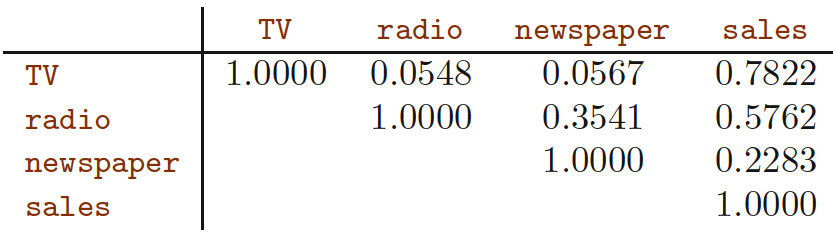 TV radio newspaper sales
TV 1.0000 0.0548 0.0567 0.7822
radio 1.0000 0.3541 0.5762
newspaper 1.0000 0.2283
sales 1.0000